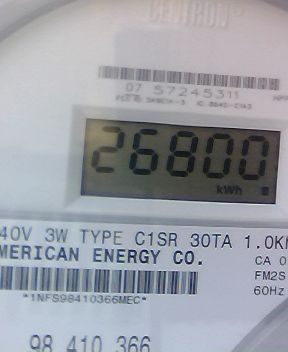 CENTRON
07 57245311
26800
kWh
40V 3W TYPE C1SR 30TA 1.0K
MERICAN ENERGY CO.
CA 0
FM2S
*1NFS98410366MEC*
60Hz
98 410 366